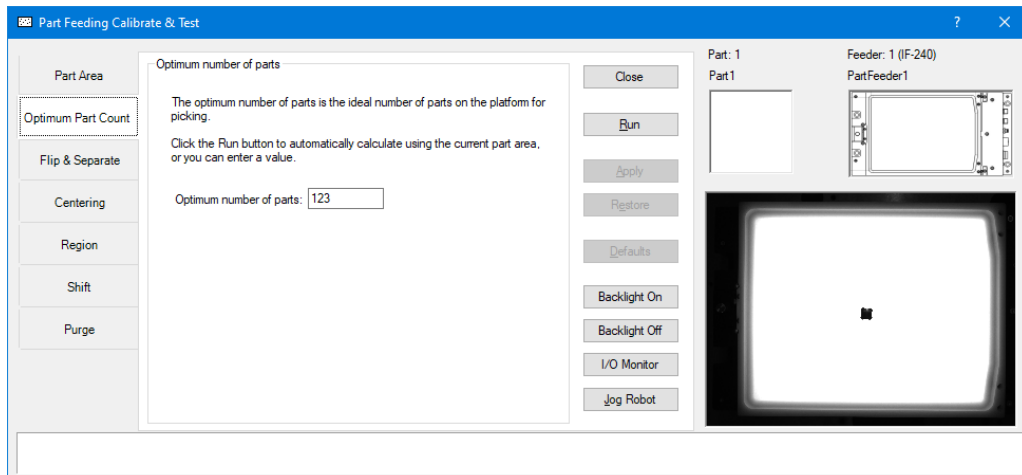 Part Feeding Calibrate & Test
?
Part Area
Optimum Part Count
Flip & Separate
Centering
Region
Shift
Purge
Optimum number of parts
The optimum number of parts is the ideal number of parts on the platform for
picking.
Click the Run button to automatically calculate using the current part area,
or you can enter a value.
Optimum number of parts: 123
Close
Run
Apply
Restore
Defaults
Backlight On
Backlight Off
I/O Monitor
Jog Robot
Part: 1
Part1
Feeder: 1 (IF-240)
PartFeeder1